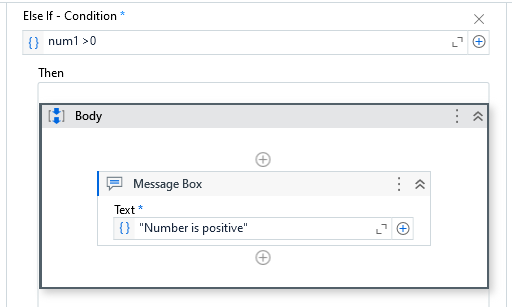 Else If - Condition *
{} num1 >0
Then
Body
Message Box
Text *
{} "Number is positive"